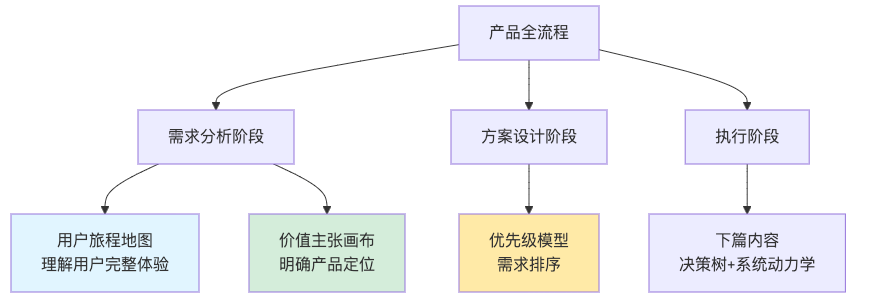 产品全流程
需求分析阶段
方案设计阶段
执行阶段
用户旅程地图
理解用户完整体验
价值主张画布
明确产品定位
优先级模型
需求排序
下篇内容
决策树+系统动力学